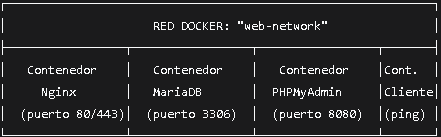 RED DOCKER: "web-network"
Contenedor Contenedor Contenedor Cont.
Nginx MariaDB PHPMyAdmin Cliente
(puerto 80/443) (puerto 3306) (puerto 8080) (ping)